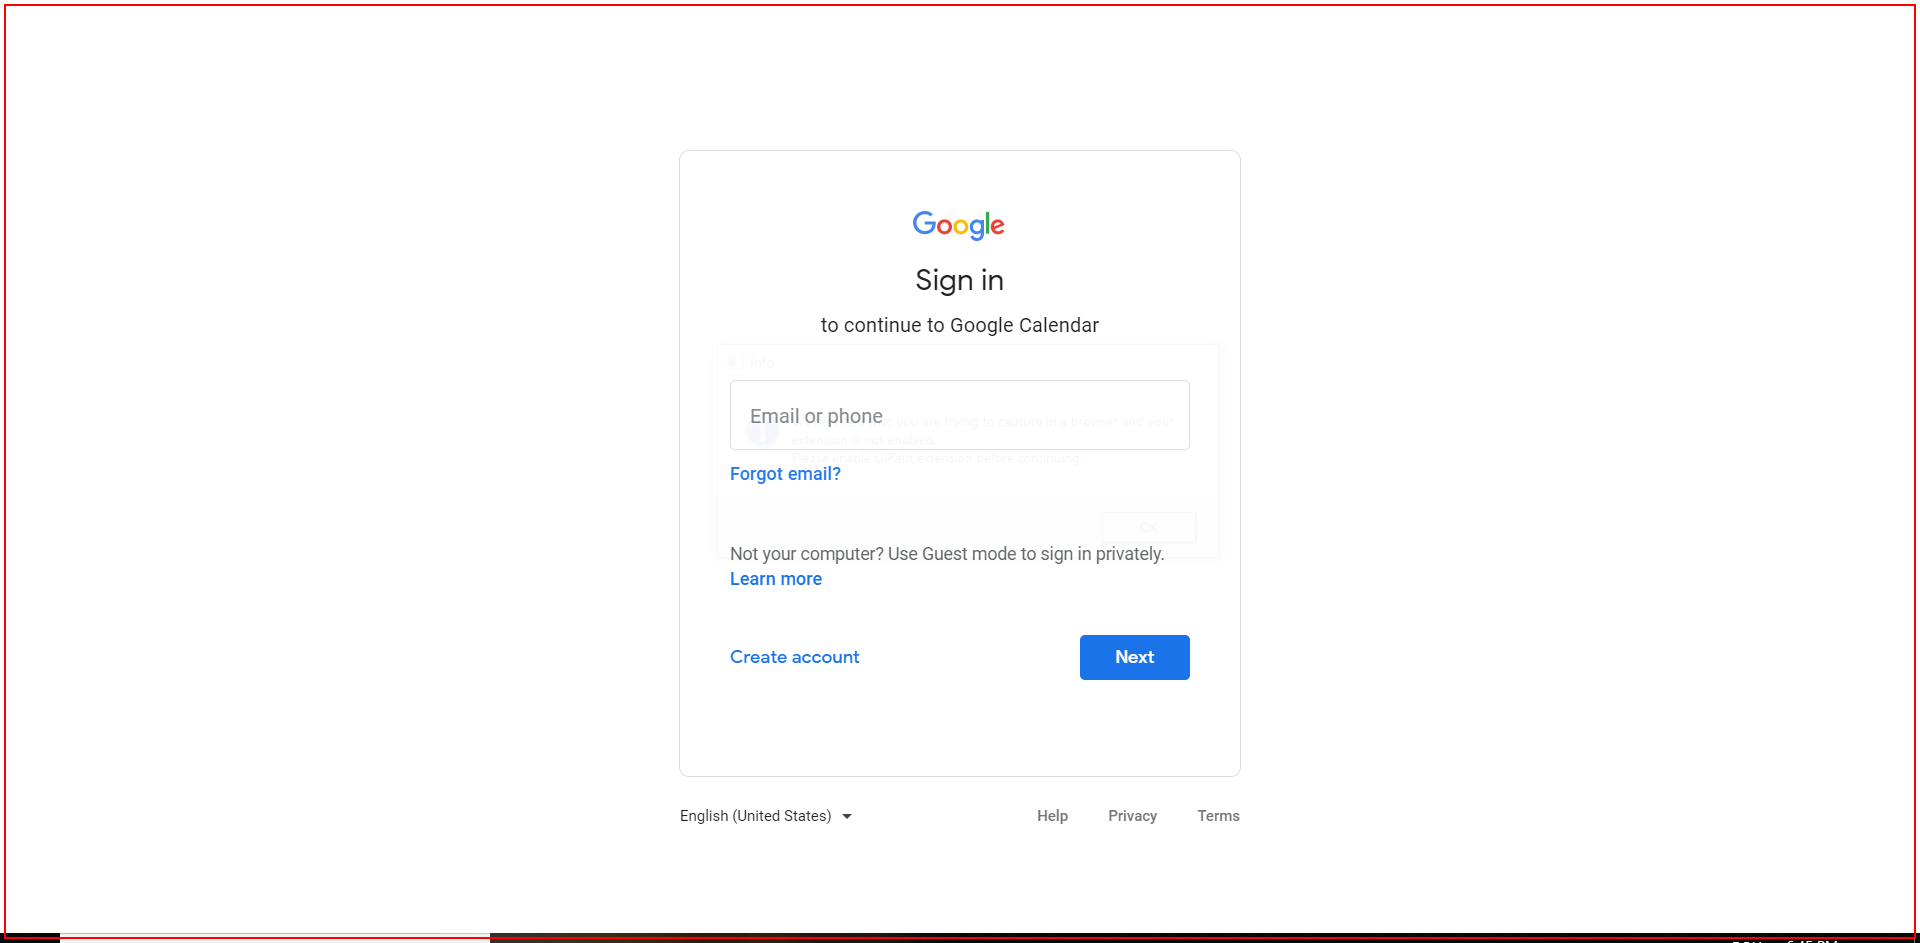 Google
Sign in
to continue to Google Calendar
Info
Email or phone
you are trying to capture in a browser and your
extension is not enabled.
Please enable UiPath extension before continuing.
Forgot email?
OK
Not your computer? Use Guest mode to sign in privately.
Learn more
Create account
Next
English (United States)
Help
Privacy
Terms